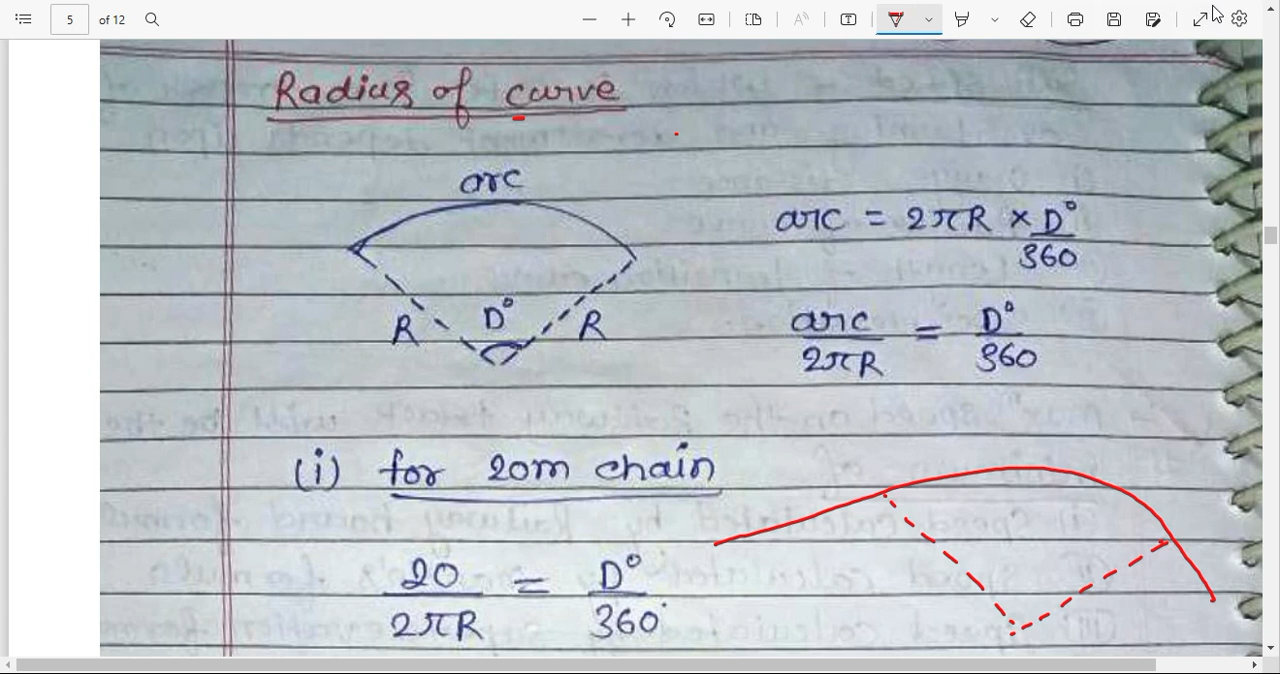 5 of 12
Radius of curve
arc
arc = 2πR × D°/360
R D° R
arc/2πR = D°/360
(i) for 20m chain
20/2πR = D°/360